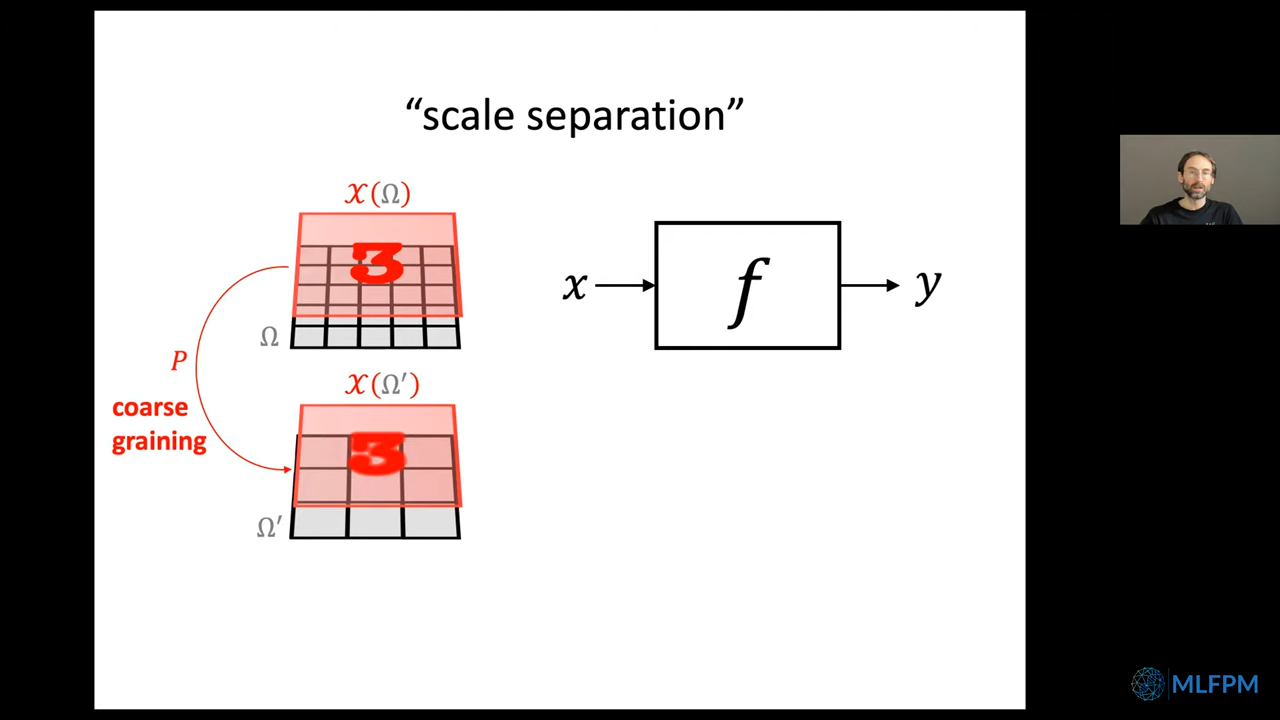 “scale separation”
𝒳(Ω)
3
Ω
x
f
y
P
coarse
graining
𝒳(Ω′)
3
Ω′
MLFPM